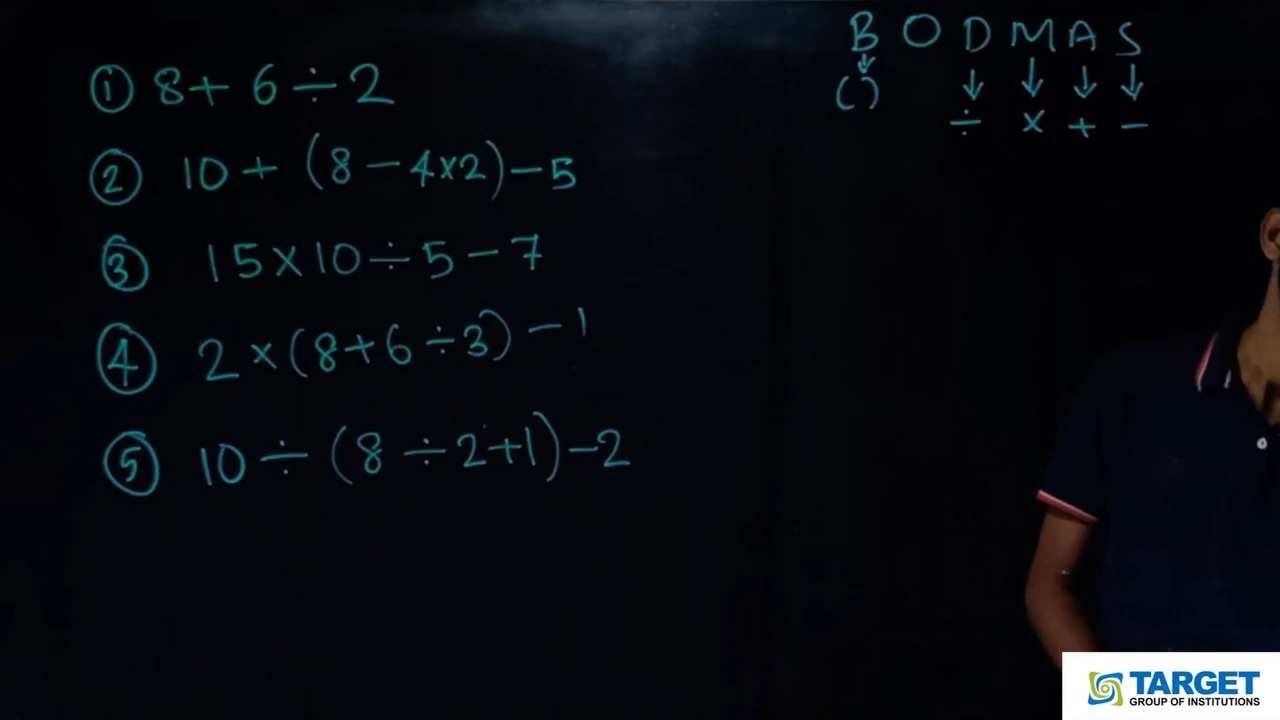 B O D M A S
↓ ↓ ↓ ↓ ↓
( ) ÷ × + −
① 8 + 6 ÷ 2
② 10 + (8 − 4×2) − 5
③ 15 × 10 ÷ 5 − 7
④ 2 × (8 + 6 ÷ 3) − 1
⑤ 10 ÷ (8 ÷ 2 + 1) − 2
TARGET
GROUP OF INSTITUTIONS